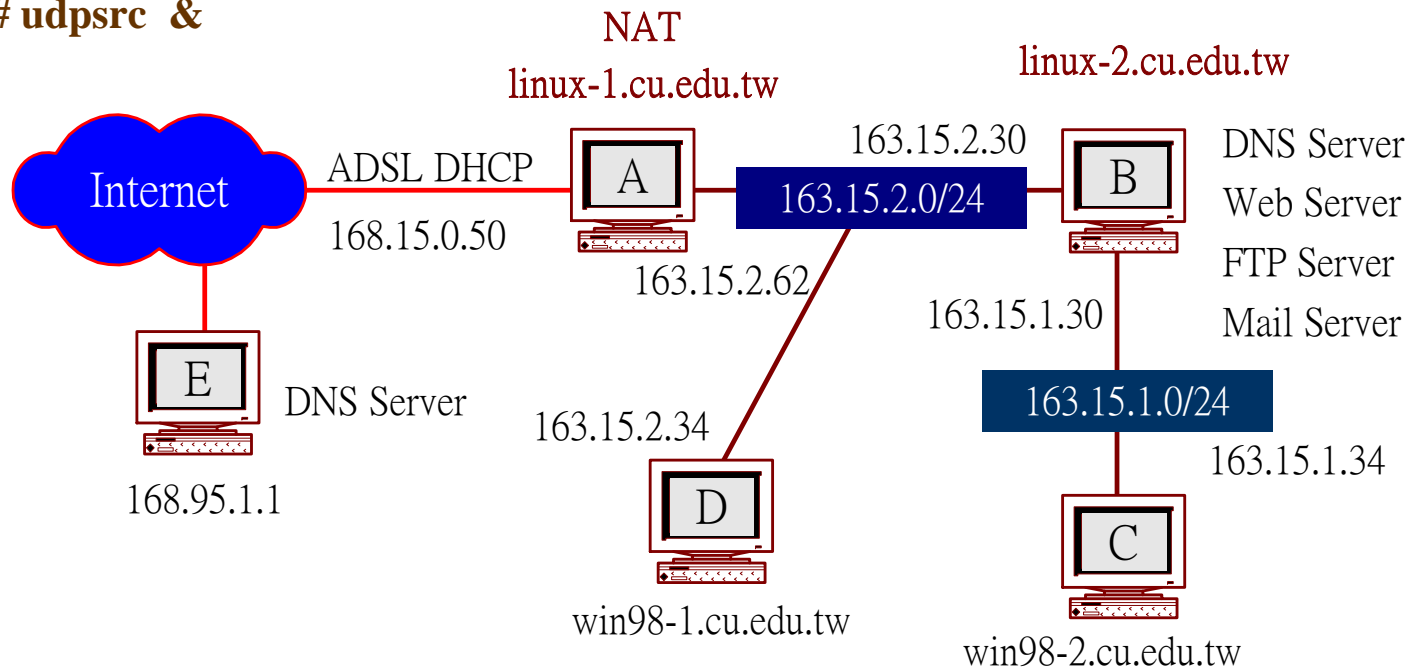 # udpsrc &
NAT
linux-1.cu.edu.tw
linux-2.cu.edu.tw
Internet
ADSL DHCP
168.15.0.50
A
163.15.2.30
163.15.2.0/24
B
DNS Server
Web Server
FTP Server
Mail Server
163.15.2.62
163.15.1.30
E
DNS Server
168.95.1.1
163.15.1.0/24
163.15.2.34
163.15.1.34
D
C
win98-1.cu.edu.tw
win98-2.cu.edu.tw